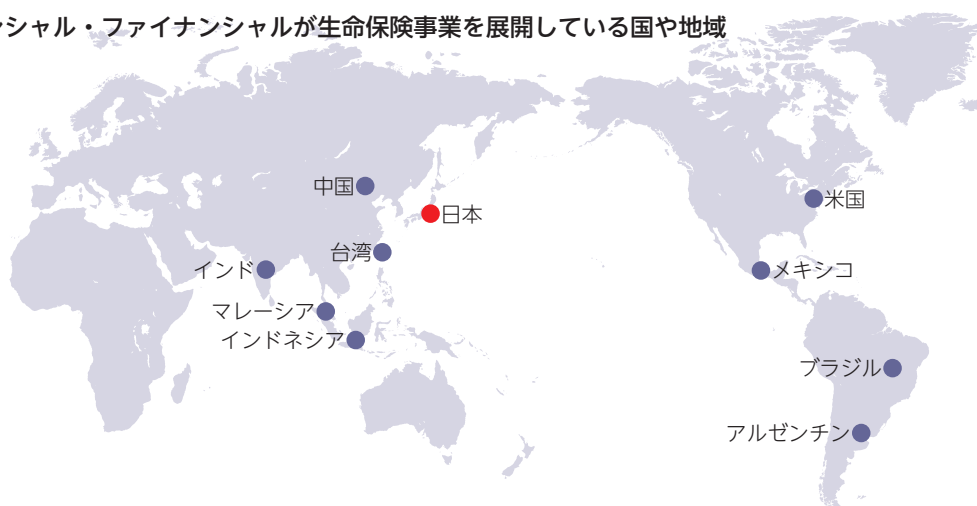 ンシャル・ファイナンシャルが生命保険事業を展開している国や地域
中国
日本
米国
台湾
インド
メキシコ
マレーシア
インドネシア
ブラジル
アルゼンチン